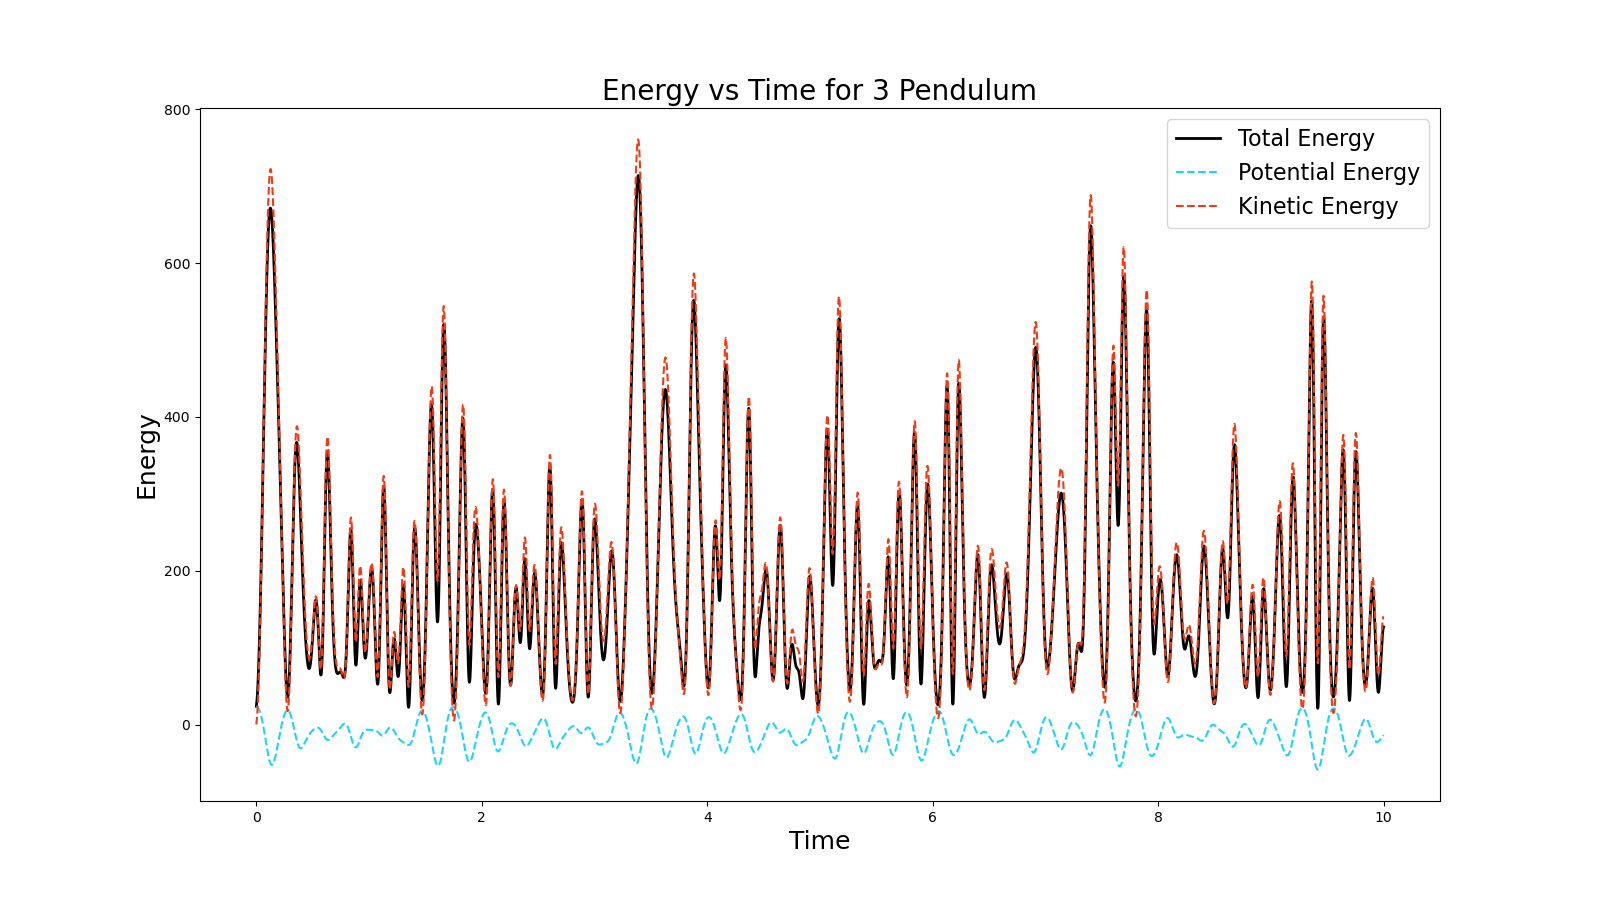 Energy vs Time for 3 Pendulum
800
600
400
200
0
Energy
Total Energy
Potential Energy
Kinetic Energy
0 2 4 6 8 10
Time